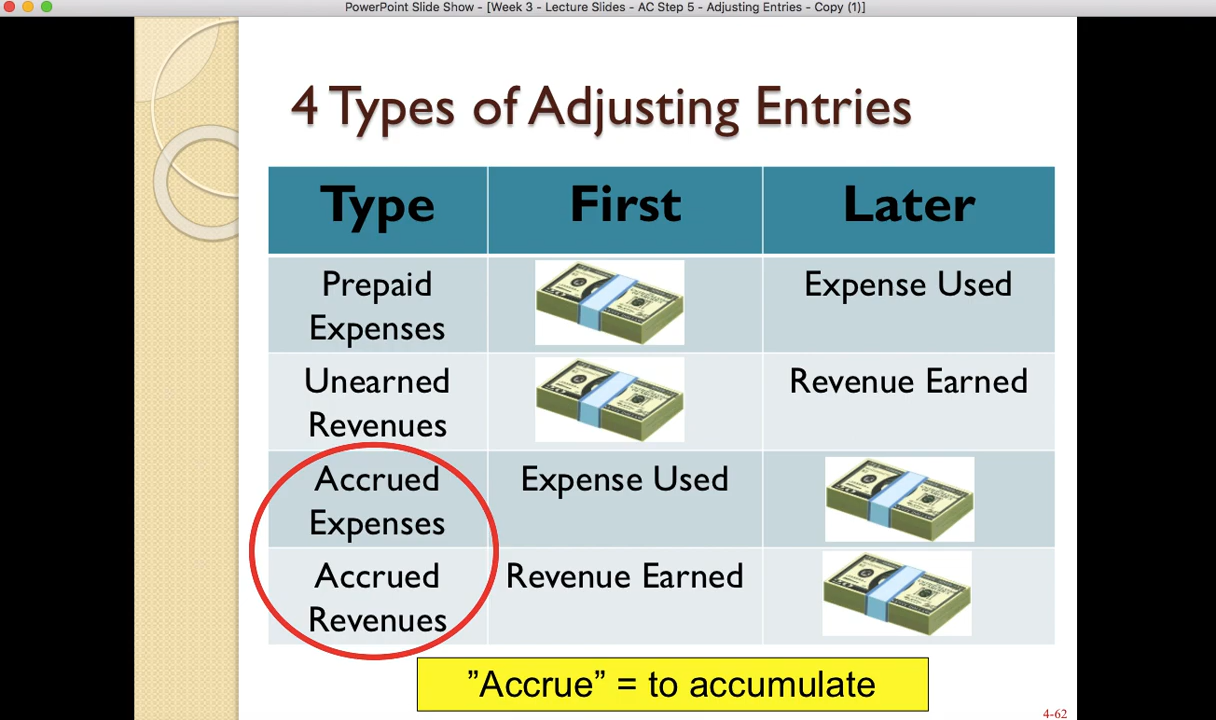 PowerPoint Slide Show - [Week 3 - Lecture Slides - AC Step 5 - Adjusting Entries - Copy (1)]
4 Types of Adjusting Entries
Type First Later
Prepaid
Expenses
Expense Used
Unearned
Revenues
Revenue Earned
Accrued
Expenses
Expense Used
Accrued
Revenues
Revenue Earned
”Accrue” = to accumulate
4-62